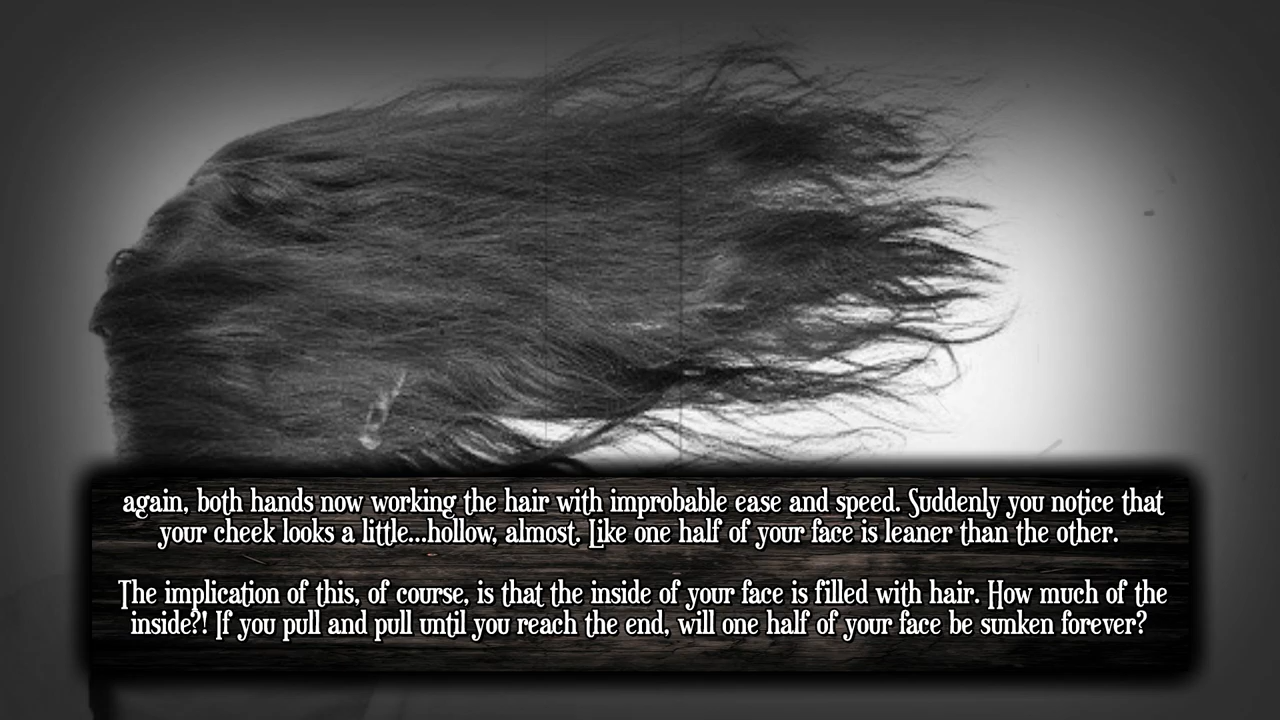 again, both hands now working the hair with improbable ease and speed. Suddenly you notice that
your cheek looks a little...hollow, almost. Like one half of your face is leaner than the other.
The implication of this, of course, is that the inside of your face is filled with hair. How much of the
inside?! If you pull and pull until you reach the end, will one half of your face be sunken forever?